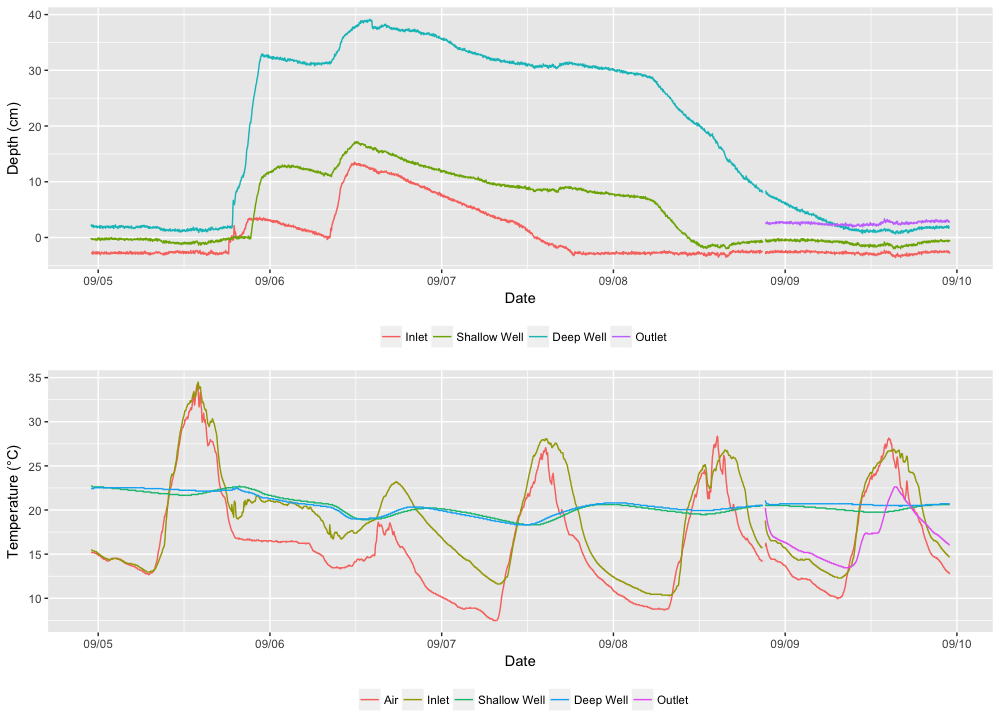 40
30
20
10
0
Depth (cm)
09/05 09/06 09/07 09/08 09/09 09/10
Date
Inlet Shallow Well Deep Well Outlet
35
30
25
20
15
10
Temperature (°C)
09/05 09/06 09/07 09/08 09/09 09/10
Date
Air Inlet Shallow Well Deep Well Outlet